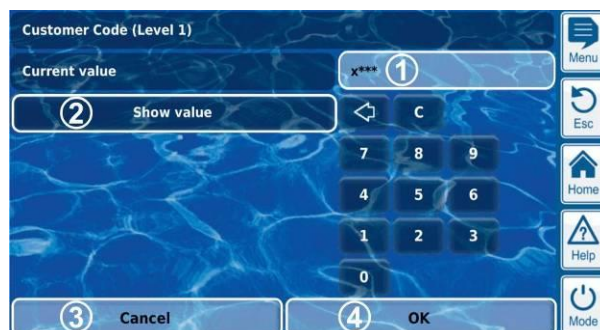 Customer Code (Level 1)
Current value
x*** 1
2 Show value
C
7 8 9
4 5 6
1 2 3
0
3 Cancel
4 OK
Menu
Esc
Home
? Help
Mode